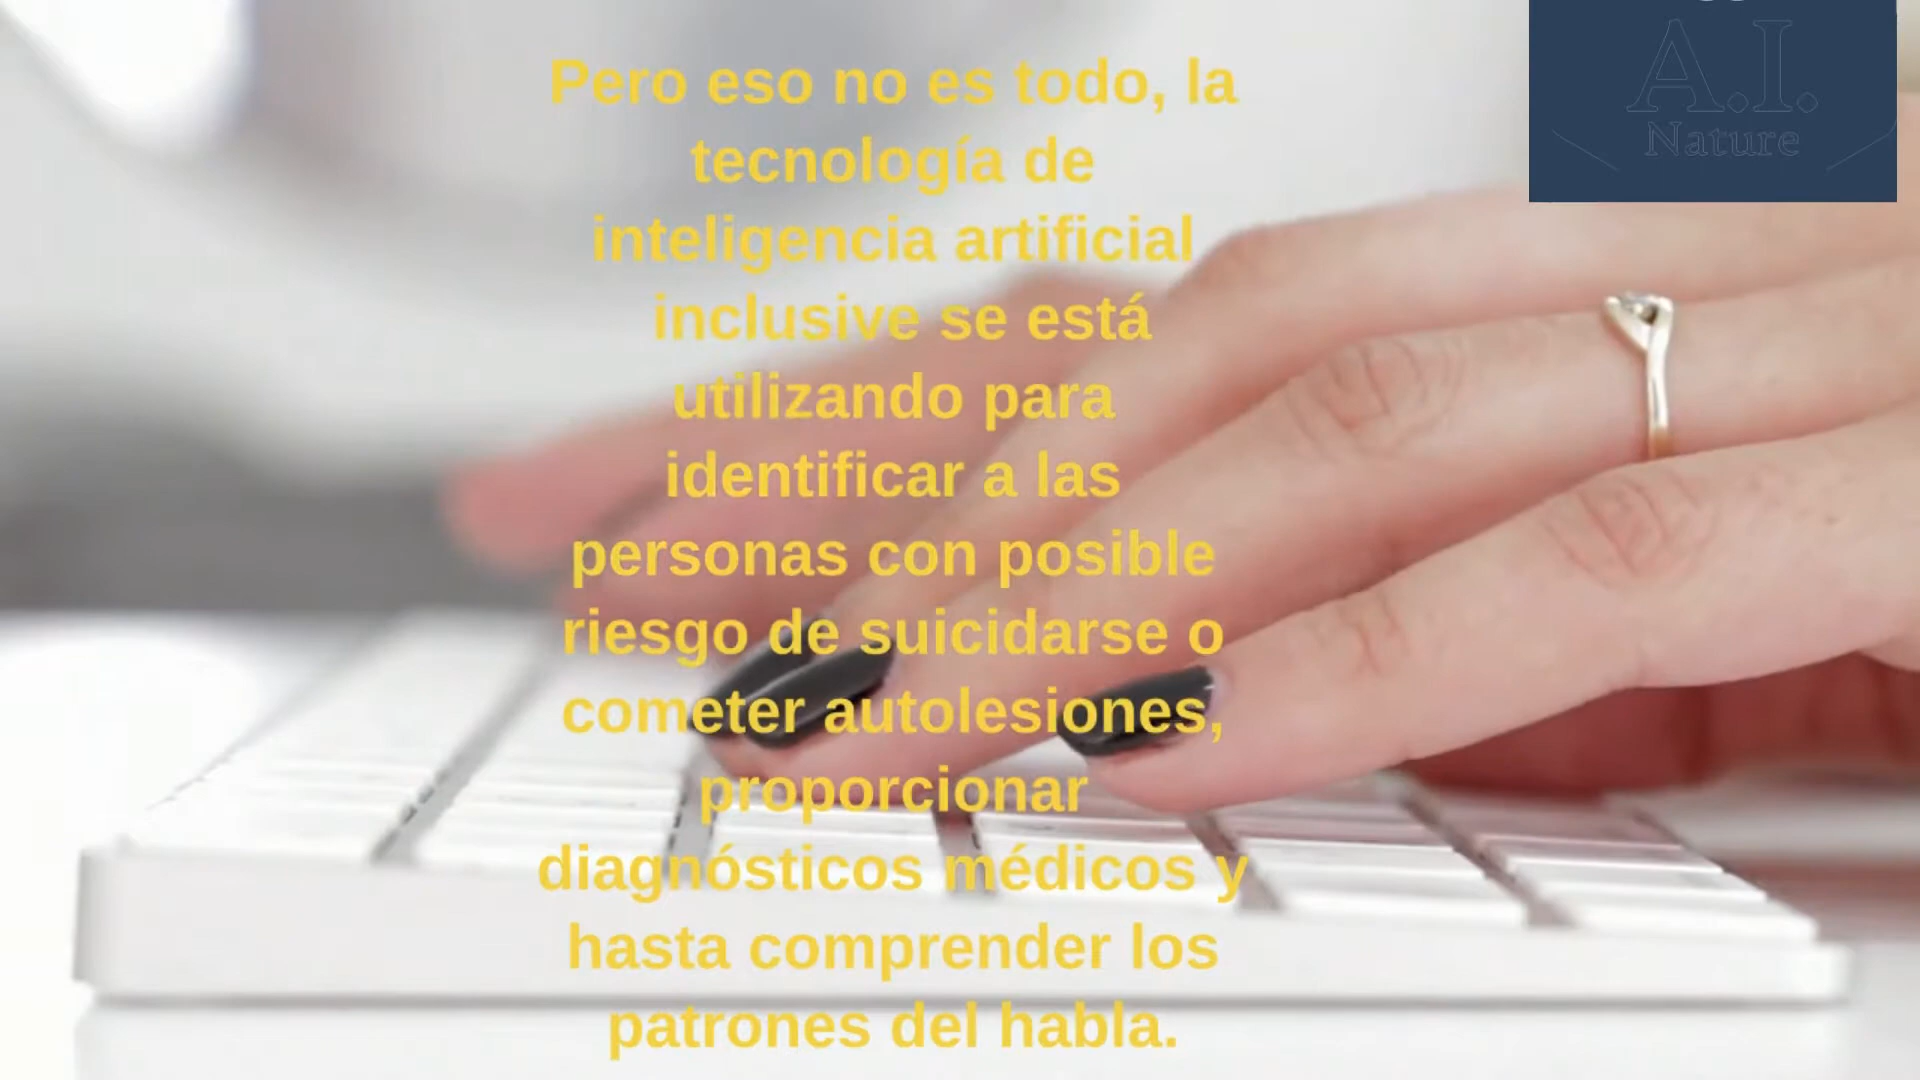 Pero eso no es todo, la
tecnología de
inteligencia artificial
inclusive se está
utilizando para
identificar a las
personas con posible
riesgo de suicidarse o
cometer autolesiones,
proporcionar
diagnósticos médicos y
hasta comprender los
patrones del habla.
A.I.
Nature